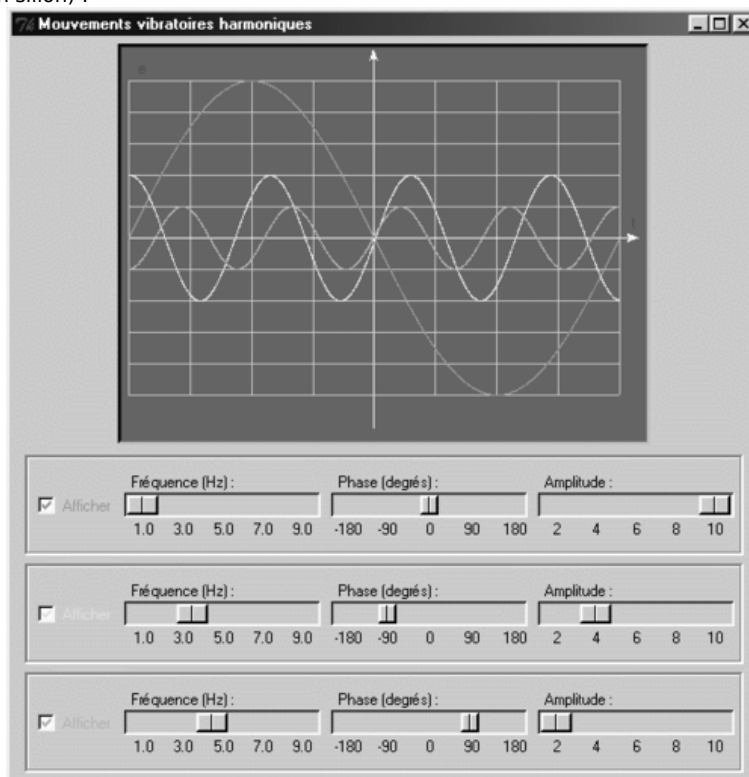 Mouvements vibratoires harmoniques
e
t
Fréquence (Hz) : Phase (degrés) : Amplitude :
Afficher
1.0 3.0 5.0 7.0 9.0 -180 -90 0 90 180 2 4 6 8 10
Fréquence (Hz) : Phase (degrés) : Amplitude :
Afficher
1.0 3.0 5.0 7.0 9.0 -180 -90 0 90 180 2 4 6 8 10
Fréquence (Hz) : Phase (degrés) : Amplitude :
Afficher
1.0 3.0 5.0 7.0 9.0 -180 -90 0 90 180 2 4 6 8 10